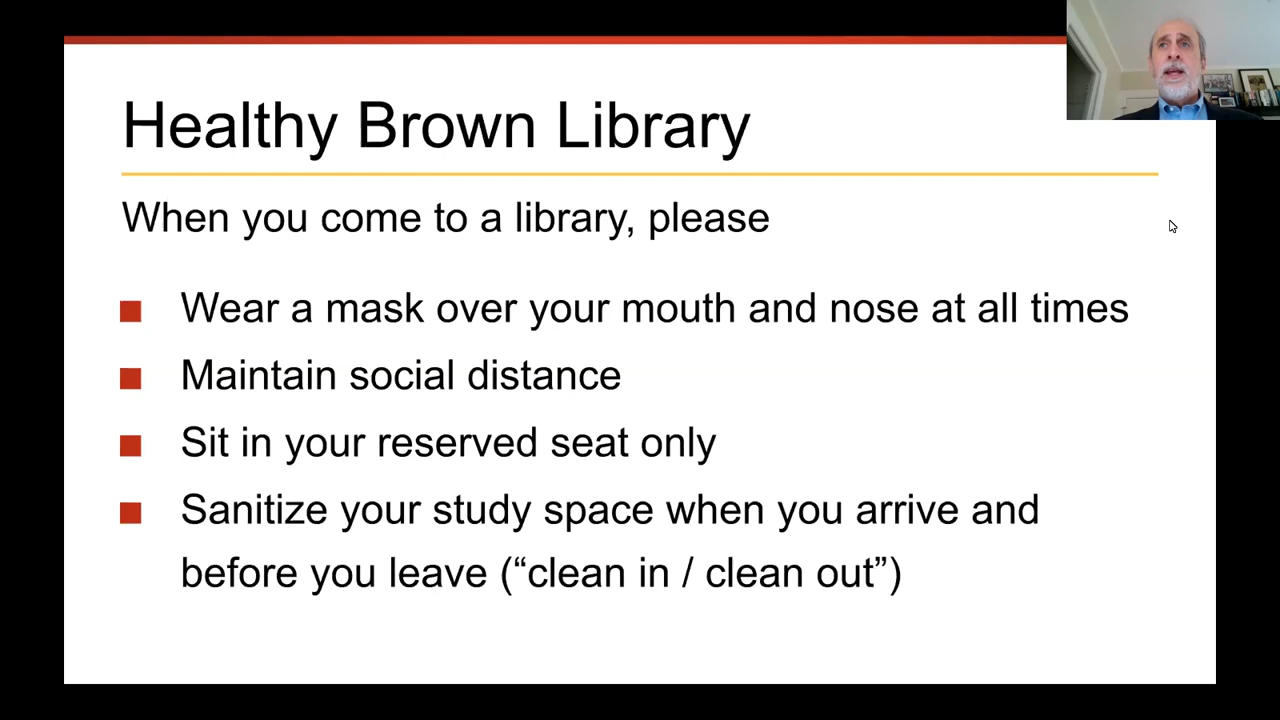 Healthy Brown Library
When you come to a library, please
Wear a mask over your mouth and nose at all times
Maintain social distance
Sit in your reserved seat only
Sanitize your study space when you arrive and
before you leave (“clean in / clean out”)